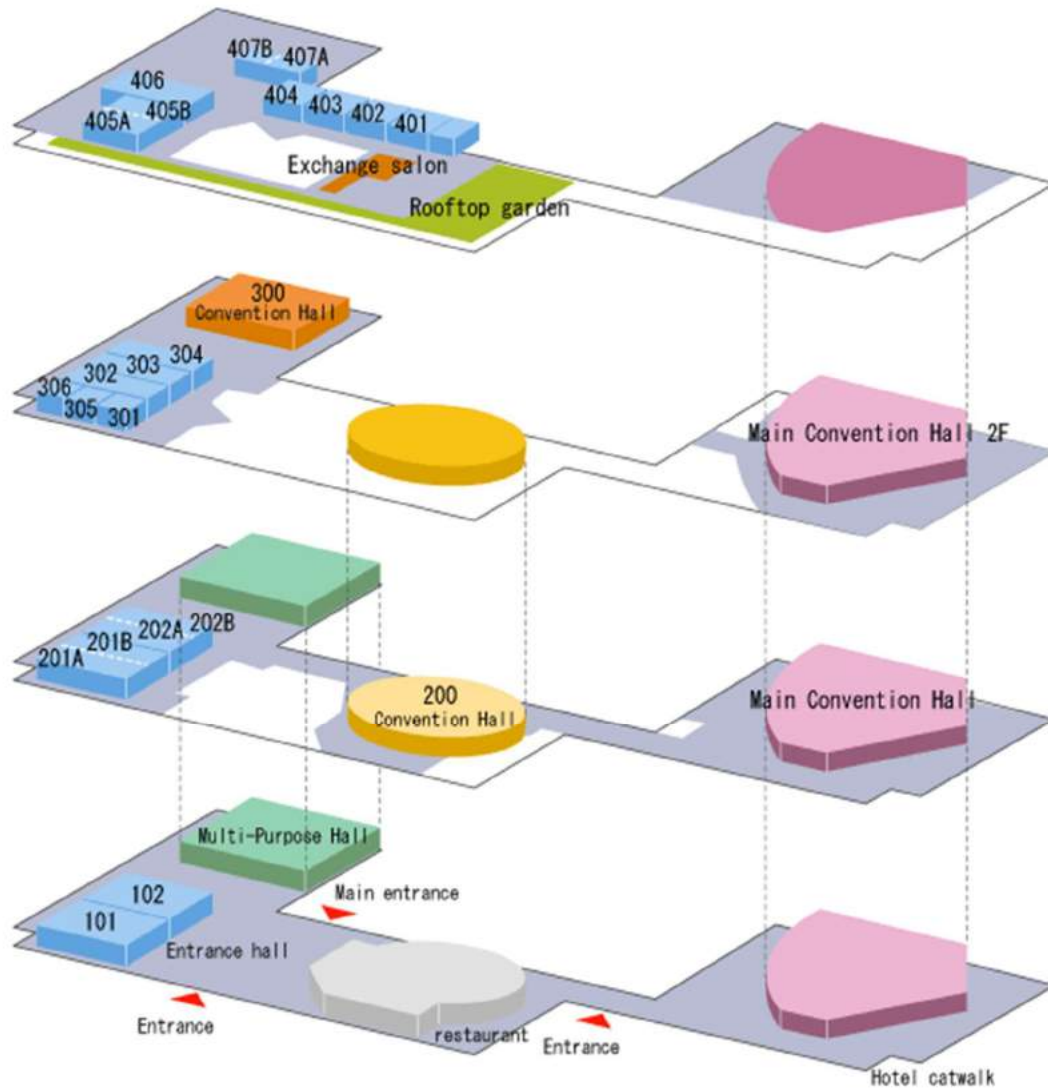 407B
407A
406
404
403
402
401
405A
405B
Exchange salon
Rooftop garden
300
Convention Hall
304
303
302
306
305
301
Main Convention Hall 2F
202B
202A
201B
201A
200
Convention Hall
Main Convention Hall
Multi-Purpose Hall
102
101
Main entrance
Entrance hall
Entrance
restaurant
Entrance
Hotel catwalk